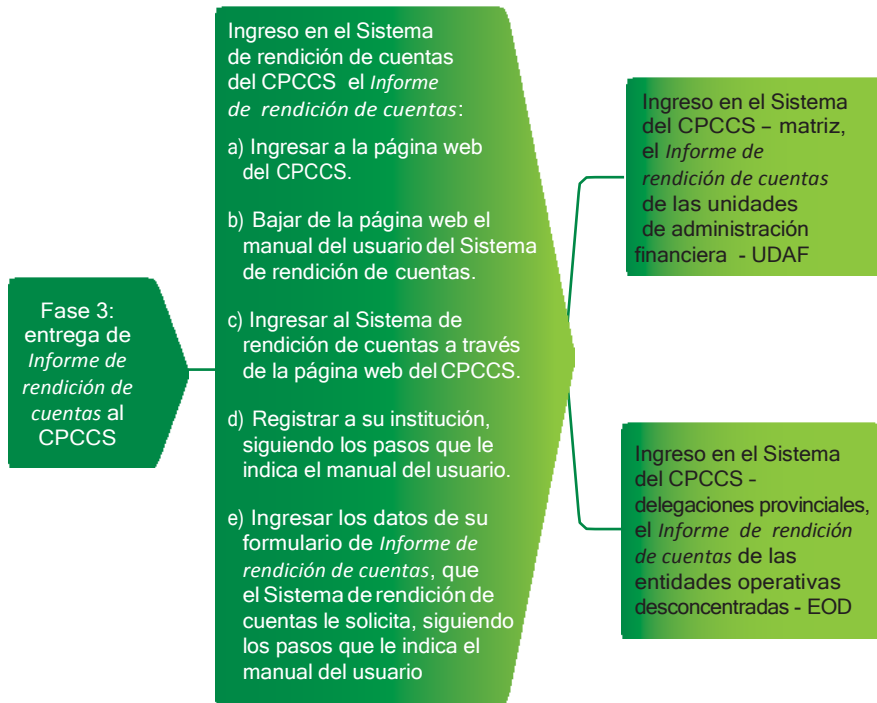 Fase 3:
entrega de
Informe de
rendición de
cuentas al
CPCCS
Ingreso en el Sistema
de rendición de cuentas
del CPCCS el Informe
de rendición de cuentas:
a) Ingresar a la página web
del CPCCS.
b) Bajar de la página web el
manual del usuario del Sistema
de rendición de cuentas.
c) Ingresar al Sistema de
rendición de cuentas a través
de la página web del CPCCS.
d) Registrar a su institución,
siguiendo los pasos que le
indica el manual del usuario.
e) Ingresar los datos de su
formulario de Informe de
rendición de cuentas, que
el Sistema de rendición de
cuentas le solicita, siguiendo
los pasos que le indica el
manual del usuario
Ingreso en el Sistema
del CPCCS – matriz,
el Informe de
rendición de cuentas
de las unidades
de administración
financiera - UDAF
Ingreso en el Sistema
del CPCCS -
delegaciones provinciales,
el Informe de rendición
de cuentas de las
entidades operativas
desconcentradas - EOD